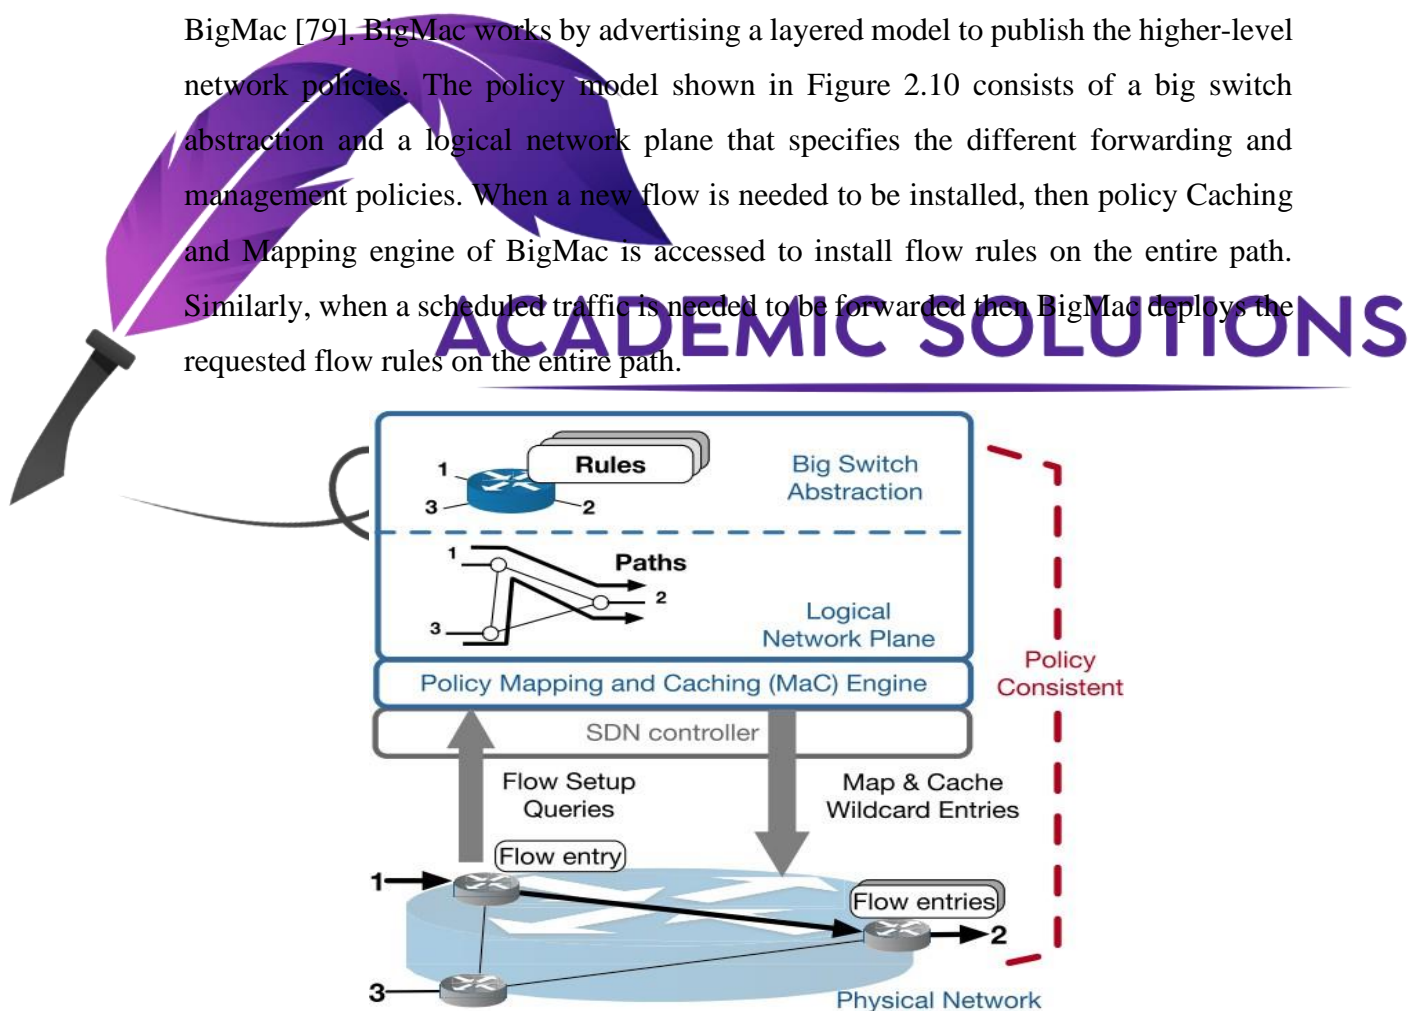 BigMac [79]. BigMac works by advertising a layered model to publish the higher-level
network policies. The policy model shown in Figure 2.10 consists of a big switch
abstraction and a logical network plane that specifies the different forwarding and
management policies. When a new flow is needed to be installed, then policy Caching
and Mapping engine of BigMac is accessed to install flow rules on the entire path.
Similarly, when a scheduled traffic is needed to be forwarded then BigMac deploys the
requested flow rules on the entire path.
ACADEMIC SOLUTIONS
Rules
1
3
2
Big Switch
Abstraction
1
Paths
2
3
Logical
Network Plane
Policy Mapping and Caching (MaC) Engine
Policy
Consistent
SDN controller
Flow Setup
Queries
Map & Cache
Wildcard Entries
Flow entry
1
Flow entries
2
3
Physical Network